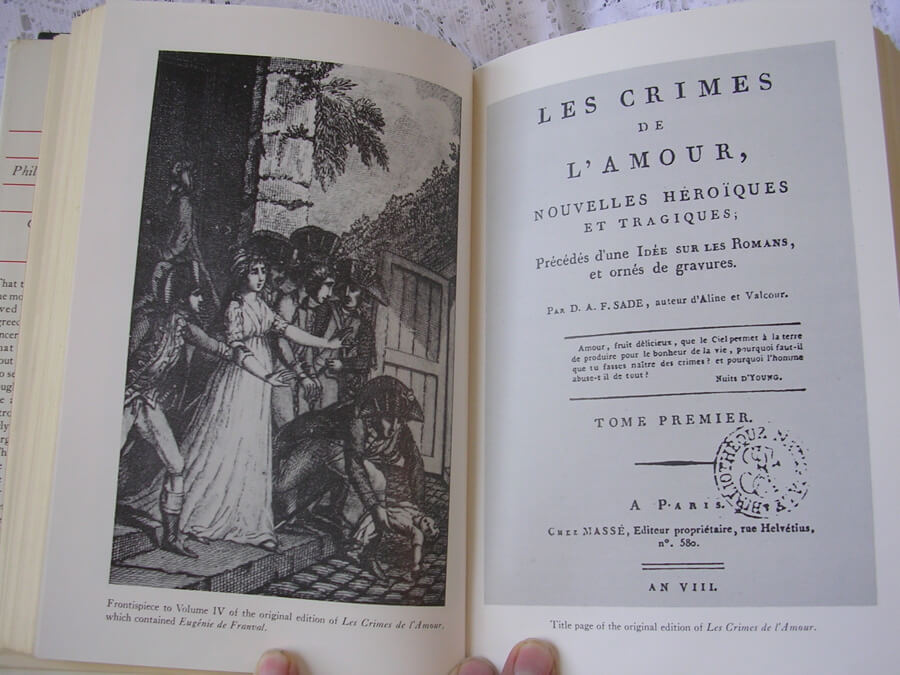 Phil
That t
Frontispiece to Volume IV of the original edition of Les Crimes de l'Amour,
which contained Eugénie de Franval.
LES CRIMES
DE
L'AMOUR,
NOUVELLES HÉROÏQUES
ET TRAGIQUES;
Précédés d'une IDÉE SUR LES ROMANS,
et ornés de gravures.
PAR D. A. F. SADE, auteur d'Aline et Valcour.
Amour, fruit délicieux, que le Ciel permet à la terre
de produire pour le bonheur de la vie, pourquoi faut-il
que tu fasses naître des crimes? et pourquoi l'homme
abuse-t il de tout?
NUITS D'YOUNG.
TOME PREMIER.
BIBLIOTHEQUE
A PARIS.
CHEZ MASSÉ, Editeur propriétaire, rue Helvétius,
n°. 580.
AN VIII.
Title page of the original edition of Les Crimes de l'Amour.